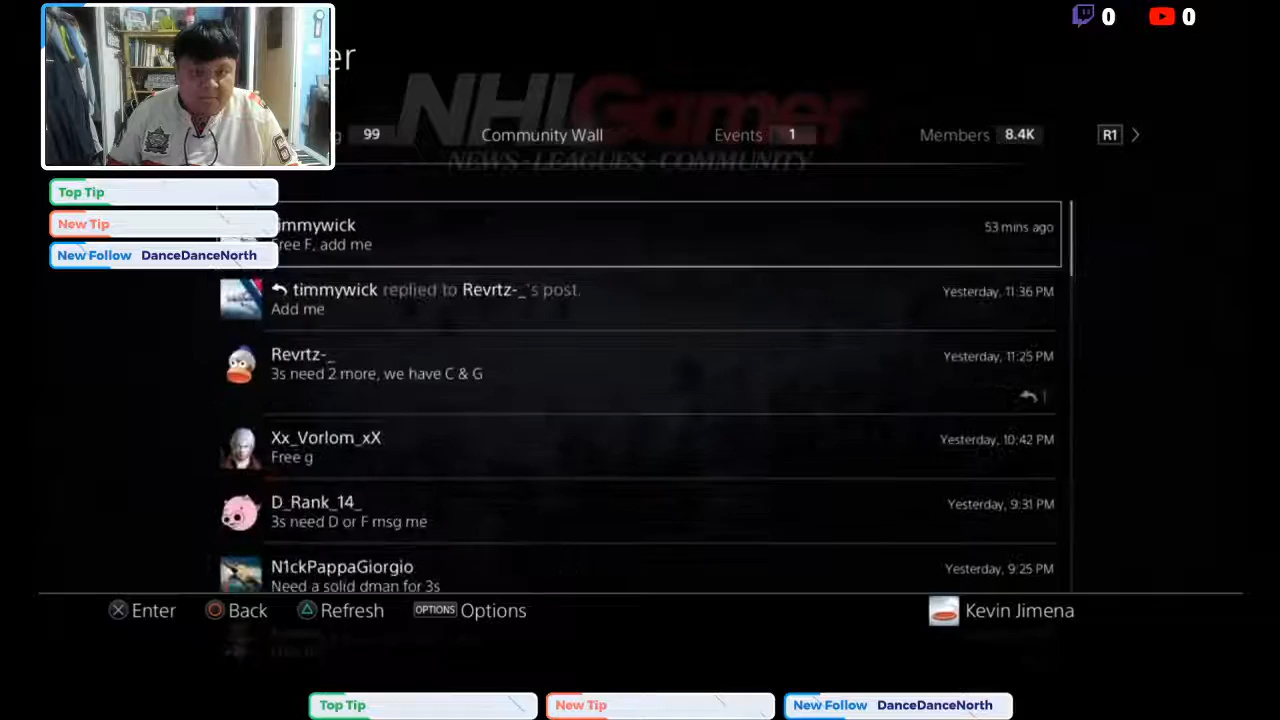 0 0
er
NHlGamer
NEWS - LEAGUES - COMMUNITY
g 99 Community Wall Events 1 Members 8.4K R1
Top Tip
New Tip
New Follow DanceDanceNorth
immywick 53 mins ago
Free F, add me
timmywick replied to Revrtz-_'s post. Yesterday, 11:36 PM
Add me
Revrtz-_ Yesterday, 11:25 PM
3s need 2 more, we have C & G
1
Xx_Vorlom_xX Yesterday, 10:42 PM
Free g
D_Rank_14_ Yesterday, 9:31 PM
3s need D or F msg me
N1ckPappaGiorgio Yesterday, 9:25 PM
Need a solid dman for 3s
Enter Back Refresh OPTIONS Options Kevin Jimena
Top Tip New Tip New Follow DanceDanceNorth